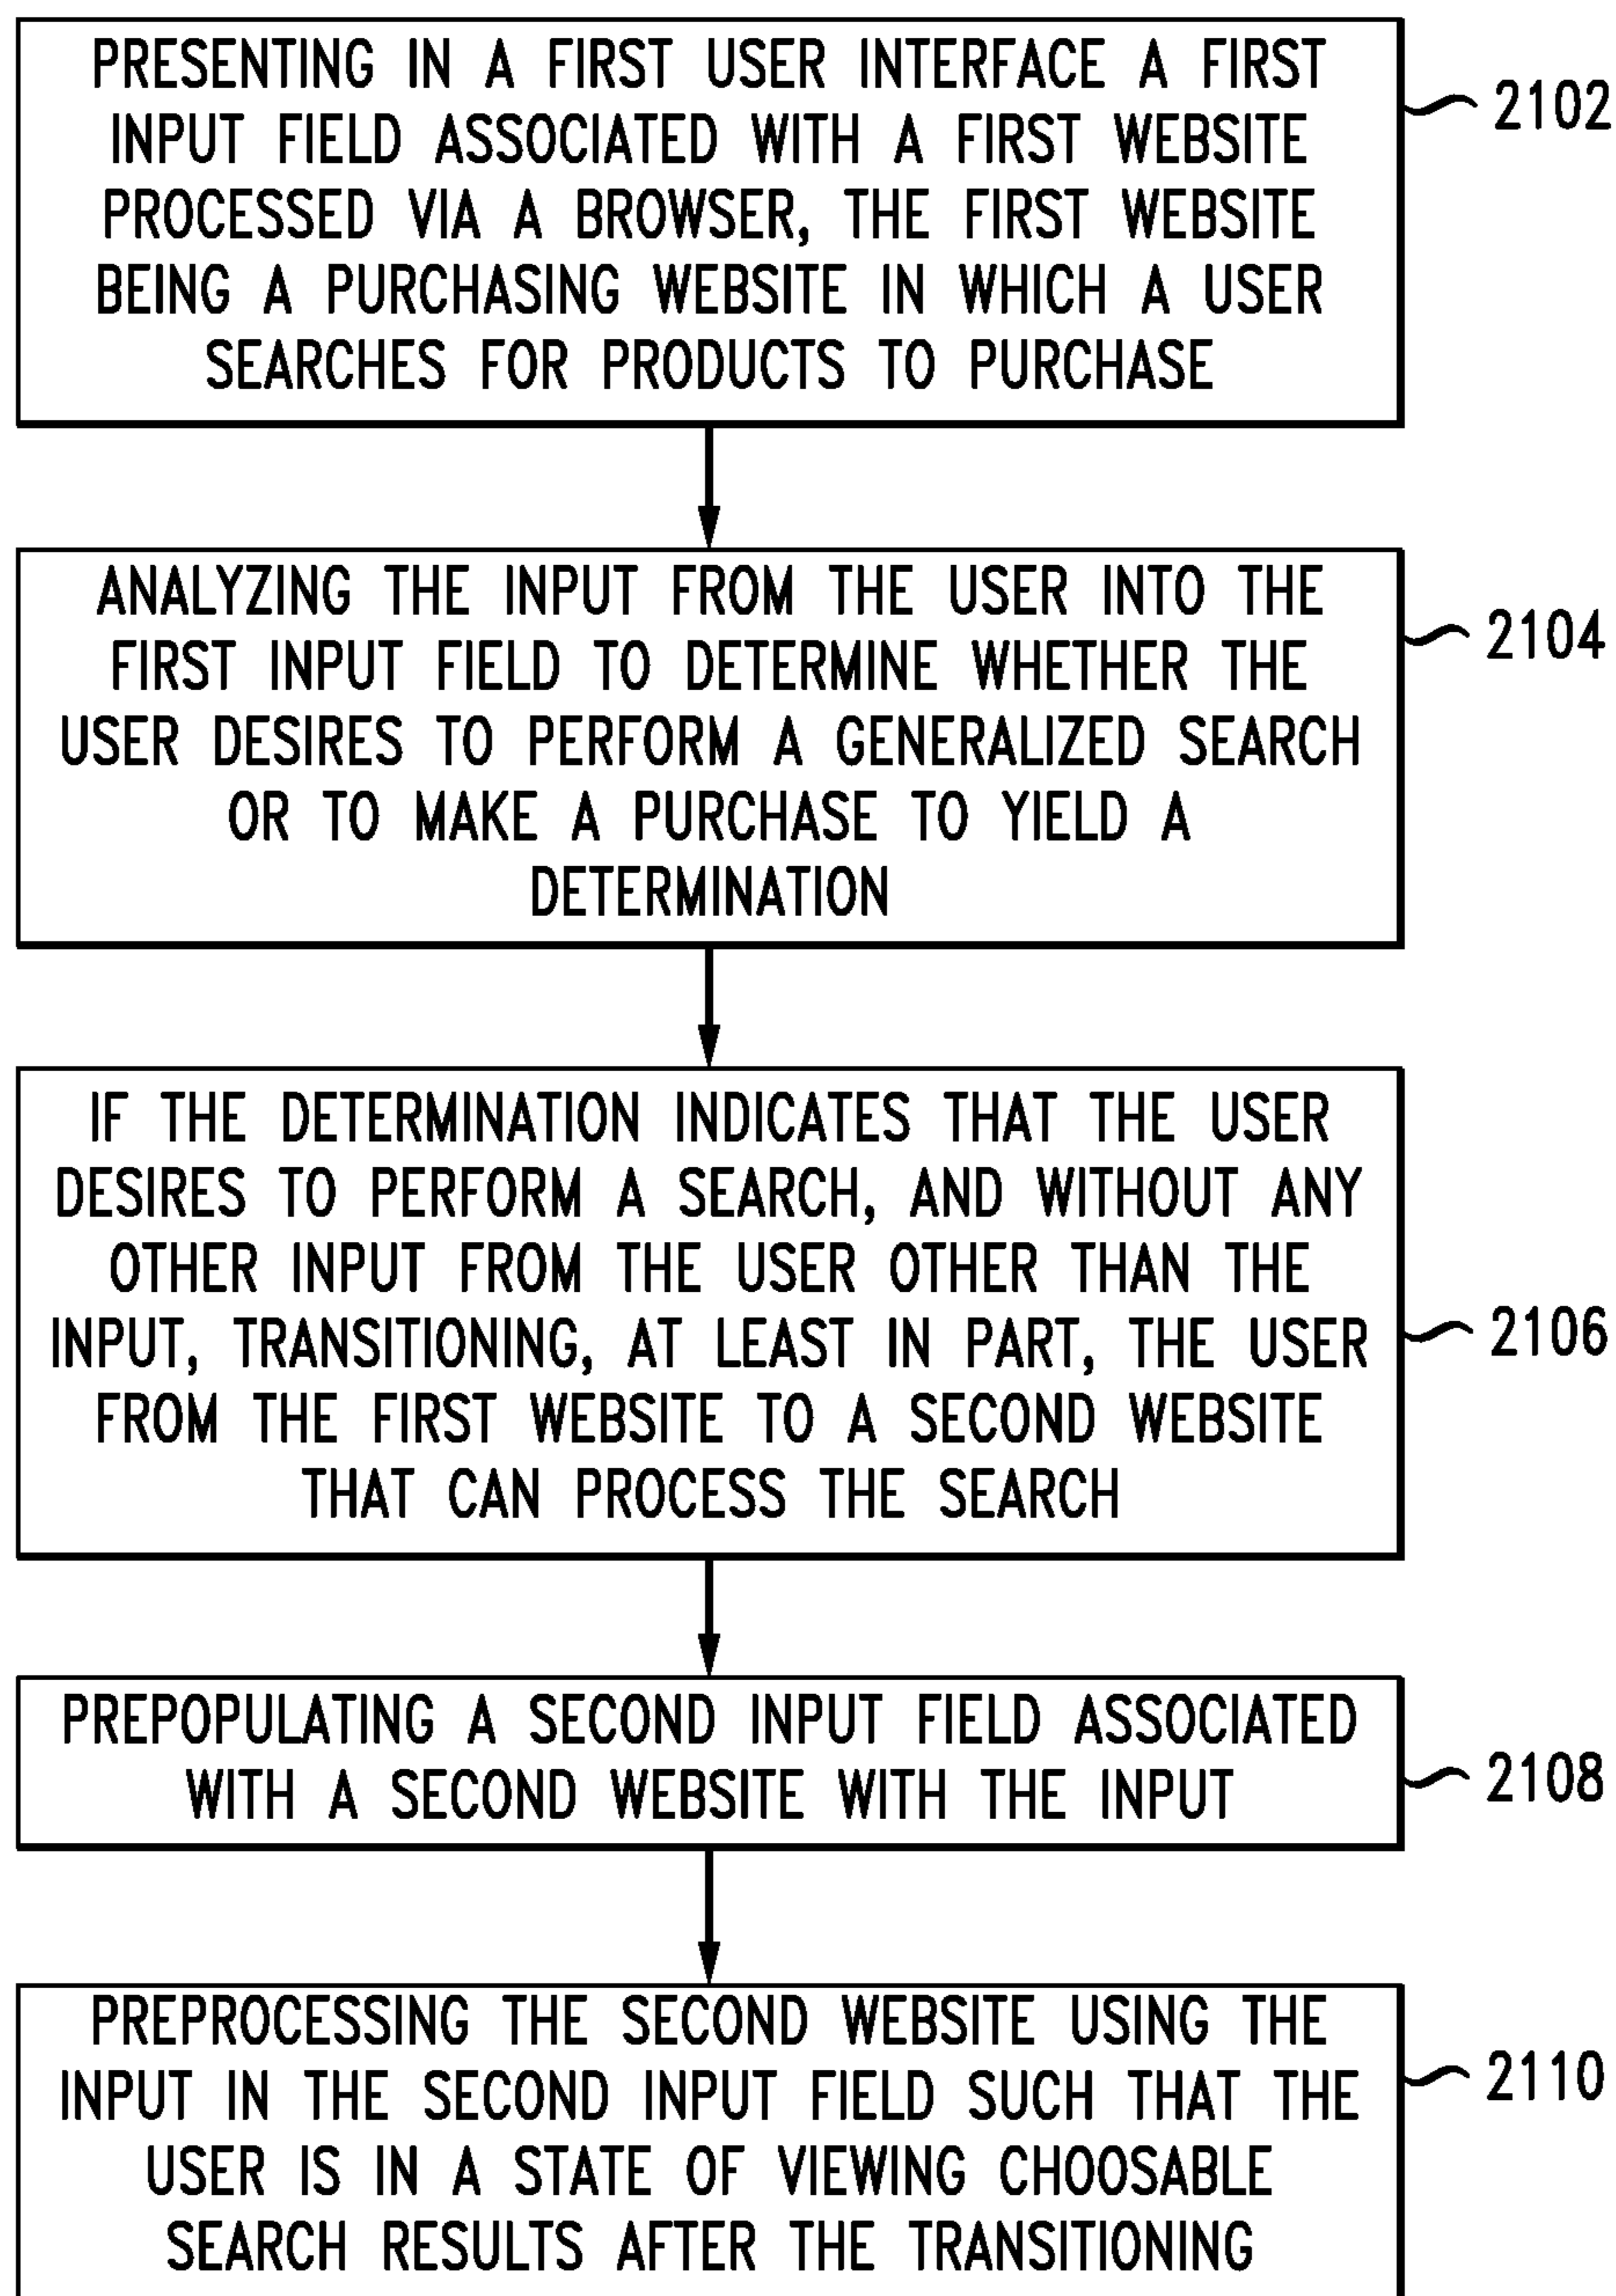 PRESENTING IN A FIRST USER INTERFACE A FIRST
INPUT FIELD ASSOCIATED WITH A FIRST WEBSITE
PROCESSED VIA A BROWSER, THE FIRST WEBSITE
BEING A PURCHASING WEBSITE IN WHICH A USER
SEARCHES FOR PRODUCTS TO PURCHASE
2102
ANALYZING THE INPUT FROM THE USER INTO THE
FIRST INPUT FIELD TO DETERMINE WHETHER THE
USER DESIRES TO PERFORM A GENERALIZED SEARCH
OR TO MAKE A PURCHASE TO YIELD A
DETERMINATION
2104
IF THE DETERMINATION INDICATES THAT THE USER
DESIRES TO PERFORM A SEARCH, AND WITHOUT ANY
OTHER INPUT FROM THE USER OTHER THAN THE
INPUT, TRANSITIONING, AT LEAST IN PART, THE USER
FROM THE FIRST WEBSITE TO A SECOND WEBSITE
THAT CAN PROCESS THE SEARCH
2106
PREPOPULATING A SECOND INPUT FIELD ASSOCIATED
WITH A SECOND WEBSITE WITH THE INPUT
2108
PREPROCESSING THE SECOND WEBSITE USING THE
INPUT IN THE SECOND INPUT FIELD SUCH THAT THE
USER IS IN A STATE OF VIEWING CHOOSABLE
SEARCH RESULTS AFTER THE TRANSITIONING
2110